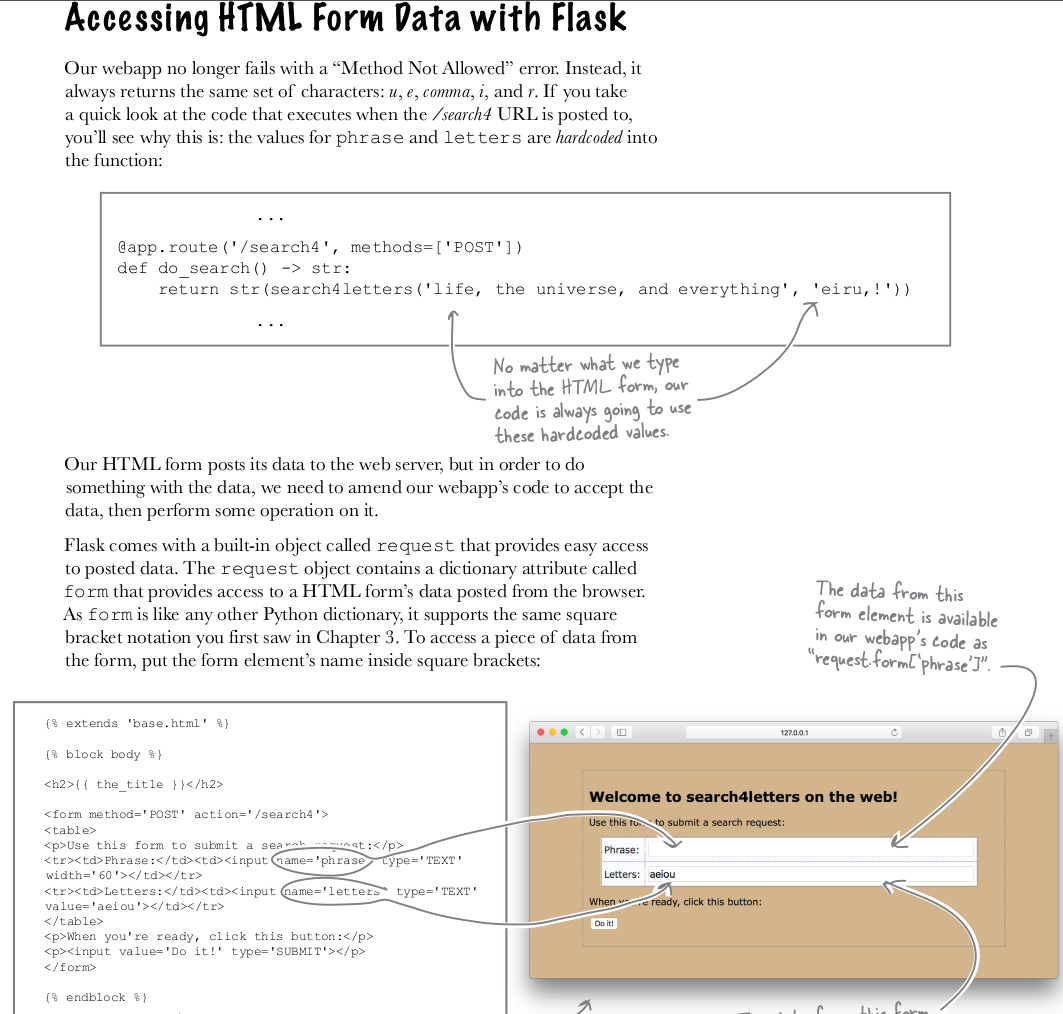 Accessing HTML Form Data with Flask
Our webapp no longer fails with a “Method Not Allowed” error. Instead, it
always returns the same set of characters: u, e, comma, i, and r. If you take
a quick look at the code that executes when the /search4 URL is posted to,
you’ll see why this is: the values for phrase and letters are hardcoded into
the function:
...
@app.route('/search4', methods=['POST'])
def do_search() -> str:
return str(search4letters('life, the universe, and everything', 'eiru,!'))
...
No matter what we type
into the HTML form, our
code is always going to use
these hardcoded values.
Our HTML form posts its data to the web server, but in order to do
something with the data, we need to amend our webapp’s code to accept the
data, then perform some operation on it.
Flask comes with a built-in object called request that provides easy access
to posted data. The request object contains a dictionary attribute called
form that provides access to a HTML form’s data posted from the browser.
As form is like any other Python dictionary, it supports the same square
bracket notation you first saw in Chapter 3. To access a piece of data from
the form, put the form element’s name inside square brackets:
The data from this
form element is available
in our webapp’s code as
“request.form[‘phrase’]”.
{% extends 'base.html' %}
{% block body %}
<h2>{{ the_title }}</h2>
<form method='POST' action='/search4'>
<table>
<p>Use this form to submit a search request:</p>
<tr><td>Phrase:</td><td><input name='phrase' type='TEXT'
width='60'></td></tr>
<tr><td>Letters:</td><td><input name='letters' type='TEXT'
value='aeiou'></td></tr>
</table>
<p>When you're ready, click this button:</p>
<p><input value='Do it!' type='SUBMIT'></p>
</form>
{% endblock %}
127.0.0.1
Welcome to search4letters on the web!
Use this form to submit a search request:
Phrase:
Letters: aeiou
When you're ready, click this button:
Do it!